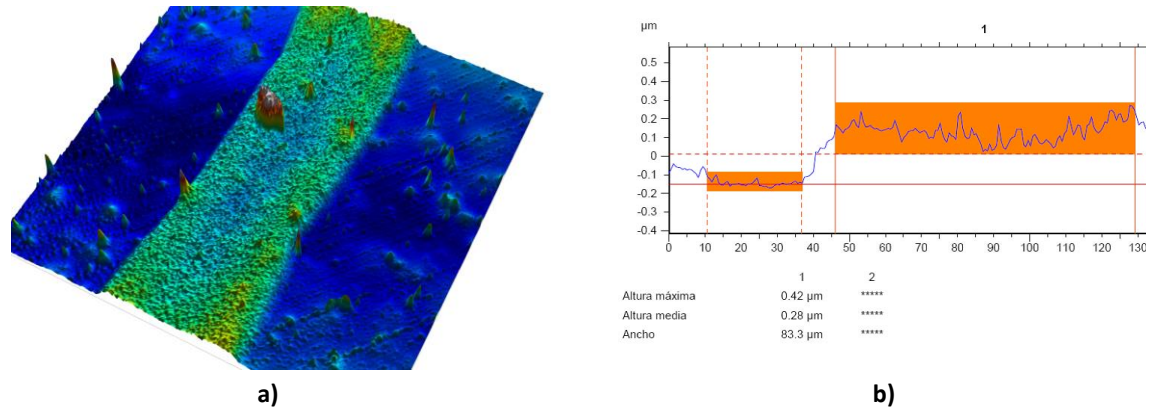 µm
1
0.5
0.4
0.3
0.2
0.1
0
-0.1
-0.2
-0.3
-0.4
0 10 20 30 40 50 60 70 80 90 100 110 120 130
1 2
Altura máxima 0.42 µm *****
Altura media 0.28 µm *****
Ancho 83.3 µm *****
a) b)